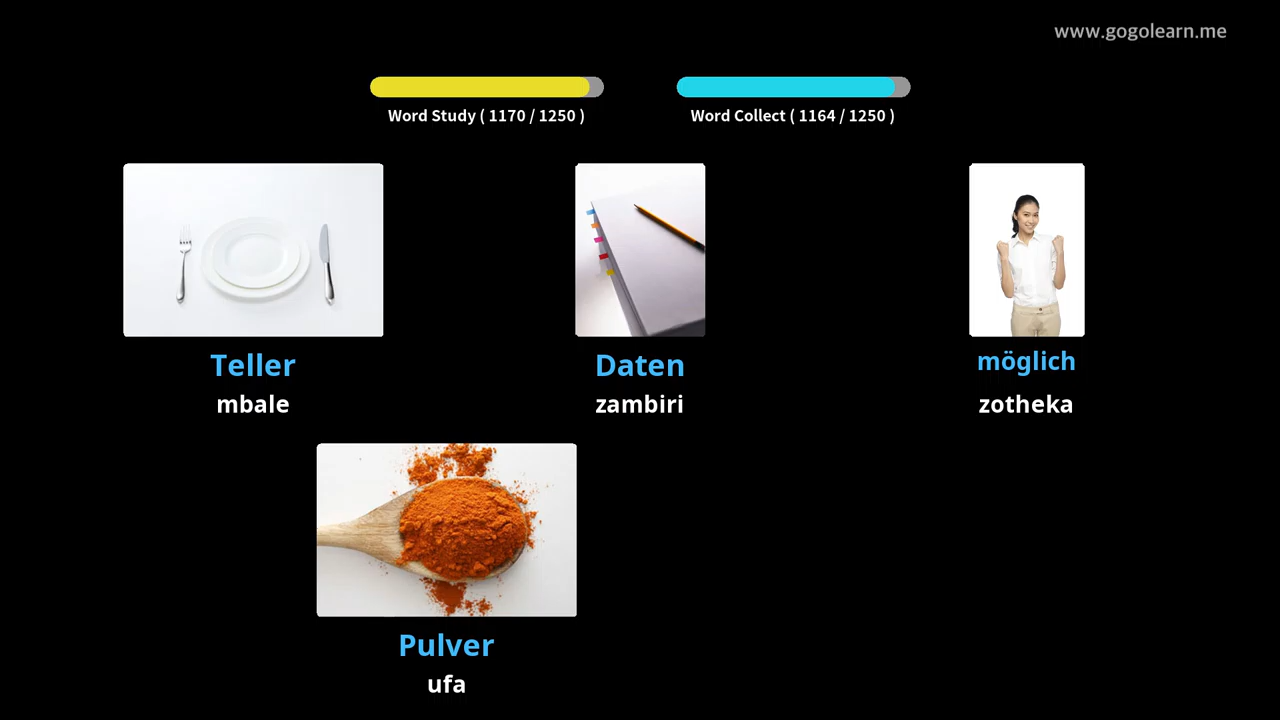 www.gogolearn.me
Word Study ( 1170 / 1250 )
Word Collect ( 1164 / 1250 )
Teller
mbale
Daten
zambiri
möglich
zotheka
Pulver
ufa